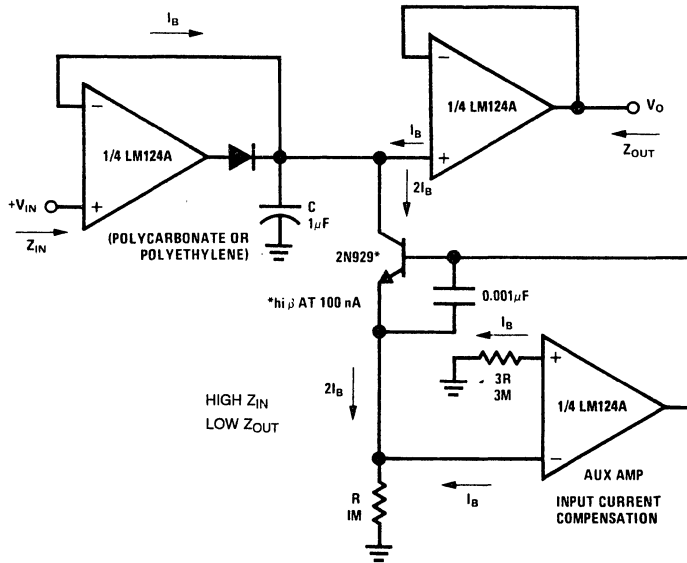 I_B
−
1/4 LM124A
+
+V_IN
Z_IN
C
1μF
(POLYCARBONATE OR
POLYETHYLENE)
−
1/4 LM124A
+
I_B
V_O
Z_OUT
2I_B
2N929*
*hi β AT 100 nA
0.001μF
I_B
3R
3M
+
1/4 LM124A
−
2I_B
HIGH Z_IN
LOW Z_OUT
R
1M
I_B
AUX AMP
INPUT CURRENT
COMPENSATION